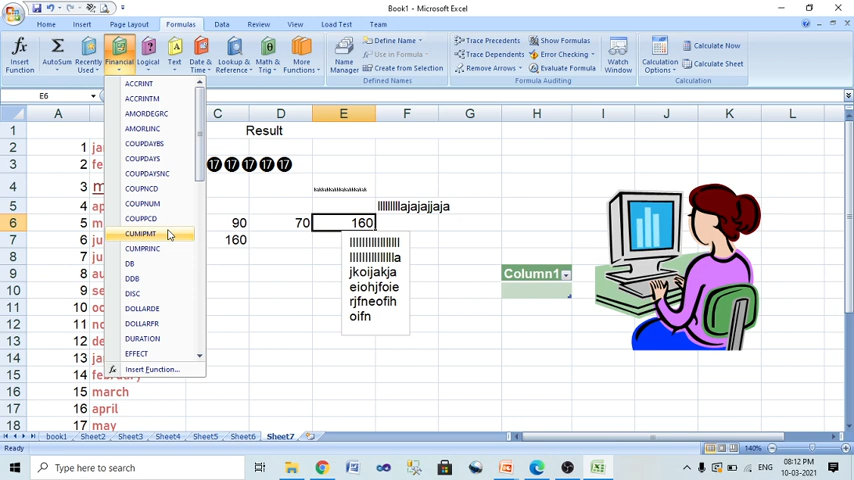 Book1 - Microsoft Excel
Home Insert Page Layout Formulas Data Review View Load Test Team
Insert Function
AutoSum
Recently Used
Financial
Logical
Text
Date & Time
Lookup & Reference
Math & Trig
More Functions
Name Manager
Define Name
Use in Formula
Create from Selection
Defined Names
Trace Precedents
Trace Dependents
Remove Arrows
Show Formulas
Error Checking
Evaluate Formula
Formula Auditing
Watch Window
Calculation Options
Calculate Now
Calculate Sheet
Calculation
E6
ACCRINT
ACCRINTM
AMORDEGRC
AMORLINC
COUPDAYBS
COUPDAYS
COUPDAYSNC
COUPNCD
COUPNUM
COUPPCD
CUMIPMT
CUMPRINC
DB
DDB
DISC
DOLLARDE
DOLLARFR
DURATION
EFFECT
Insert Function...
A C D E F G H I J K L
1 Result
2 1 ja
3 2 fe 17 17 17 17 17
4 3 m
5 4 ap
6 5 m 90 70 160
7 6 ju 160
8 7 ju
9 8 au Column1
10 9 se
11 10 oc
12 11 no
13 12 de
14 13 ja
15 14 february
16 15 march
17 16 april
18 17 may
jkoijakja
eiohjfoie
rjfneofih
oifn
book1 Sheet2 Sheet3 Sheet4 Sheet5 Sheet6 Sheet7
Ready 140%
Type here to search
ENG
08:12 PM
10-03-2021